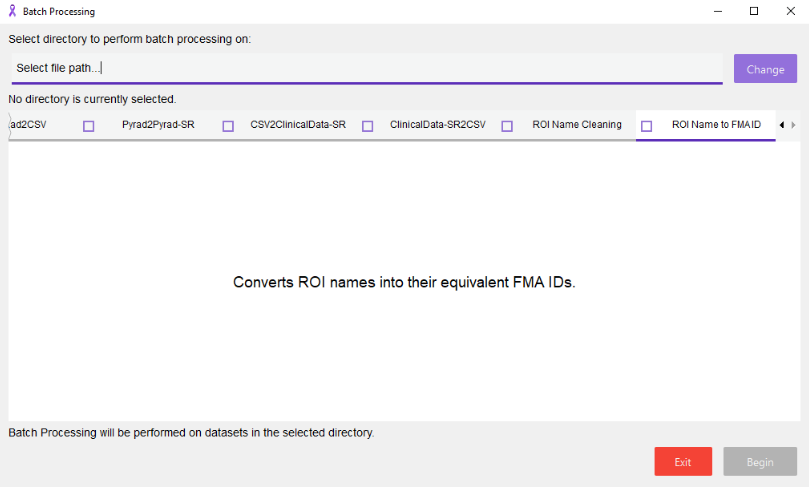 Batch Processing
Select directory to perform batch processing on:
Select file path...
Change
No directory is currently selected.
ad2CSV Pyrad2Pyrad-SR CSV2ClinicalData-SR ClinicalData-SR2CSV ROI Name Cleaning ROI Name to FMAID
Converts ROI names into their equivalent FMA IDs.
Batch Processing will be performed on datasets in the selected directory.
Exit Begin